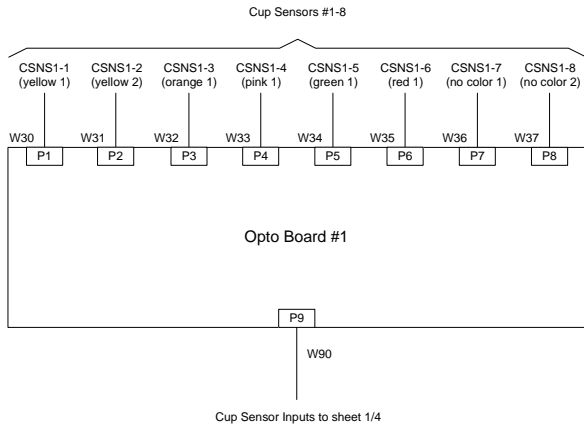 Cup Sensors #1-8
CSNS1-1 CSNS1-2 CSNS1-3 CSNS1-4 CSNS1-5 CSNS1-6 CSNS1-7 CSNS1-8
(yellow 1) (yellow 2) (orange 1) (pink 1) (green 1) (red 1) (no color 1) (no color 2)
W30 W31 W32 W33 W34 W35 W36 W37
P1 P2 P3 P4 P5 P6 P7 P8
Opto Board #1
P9
W90
Cup Sensor Inputs to sheet 1/4